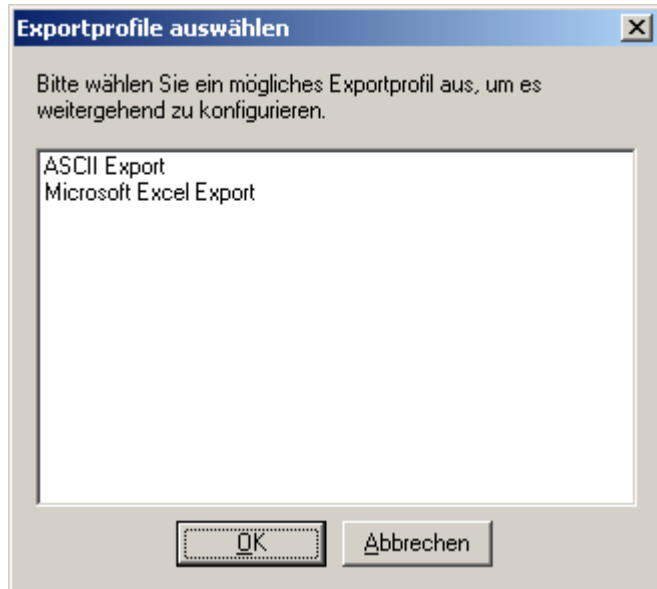 Exportprofile auswählen
Bitte wählen Sie ein mögliches Exportprofil aus, um es
weitergehend zu konfigurieren.
ASCII Export
Microsoft Excel Export
OK
Abbrechen